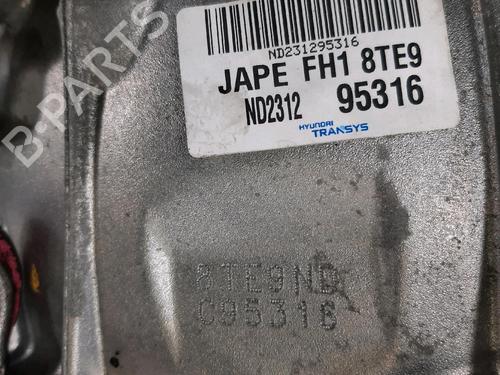 ND231295316
JAPE FH1 8TE9
ND2312 95316
HYUNDAI
TRANSYS
B-PARTS
8TE9ND
C95316